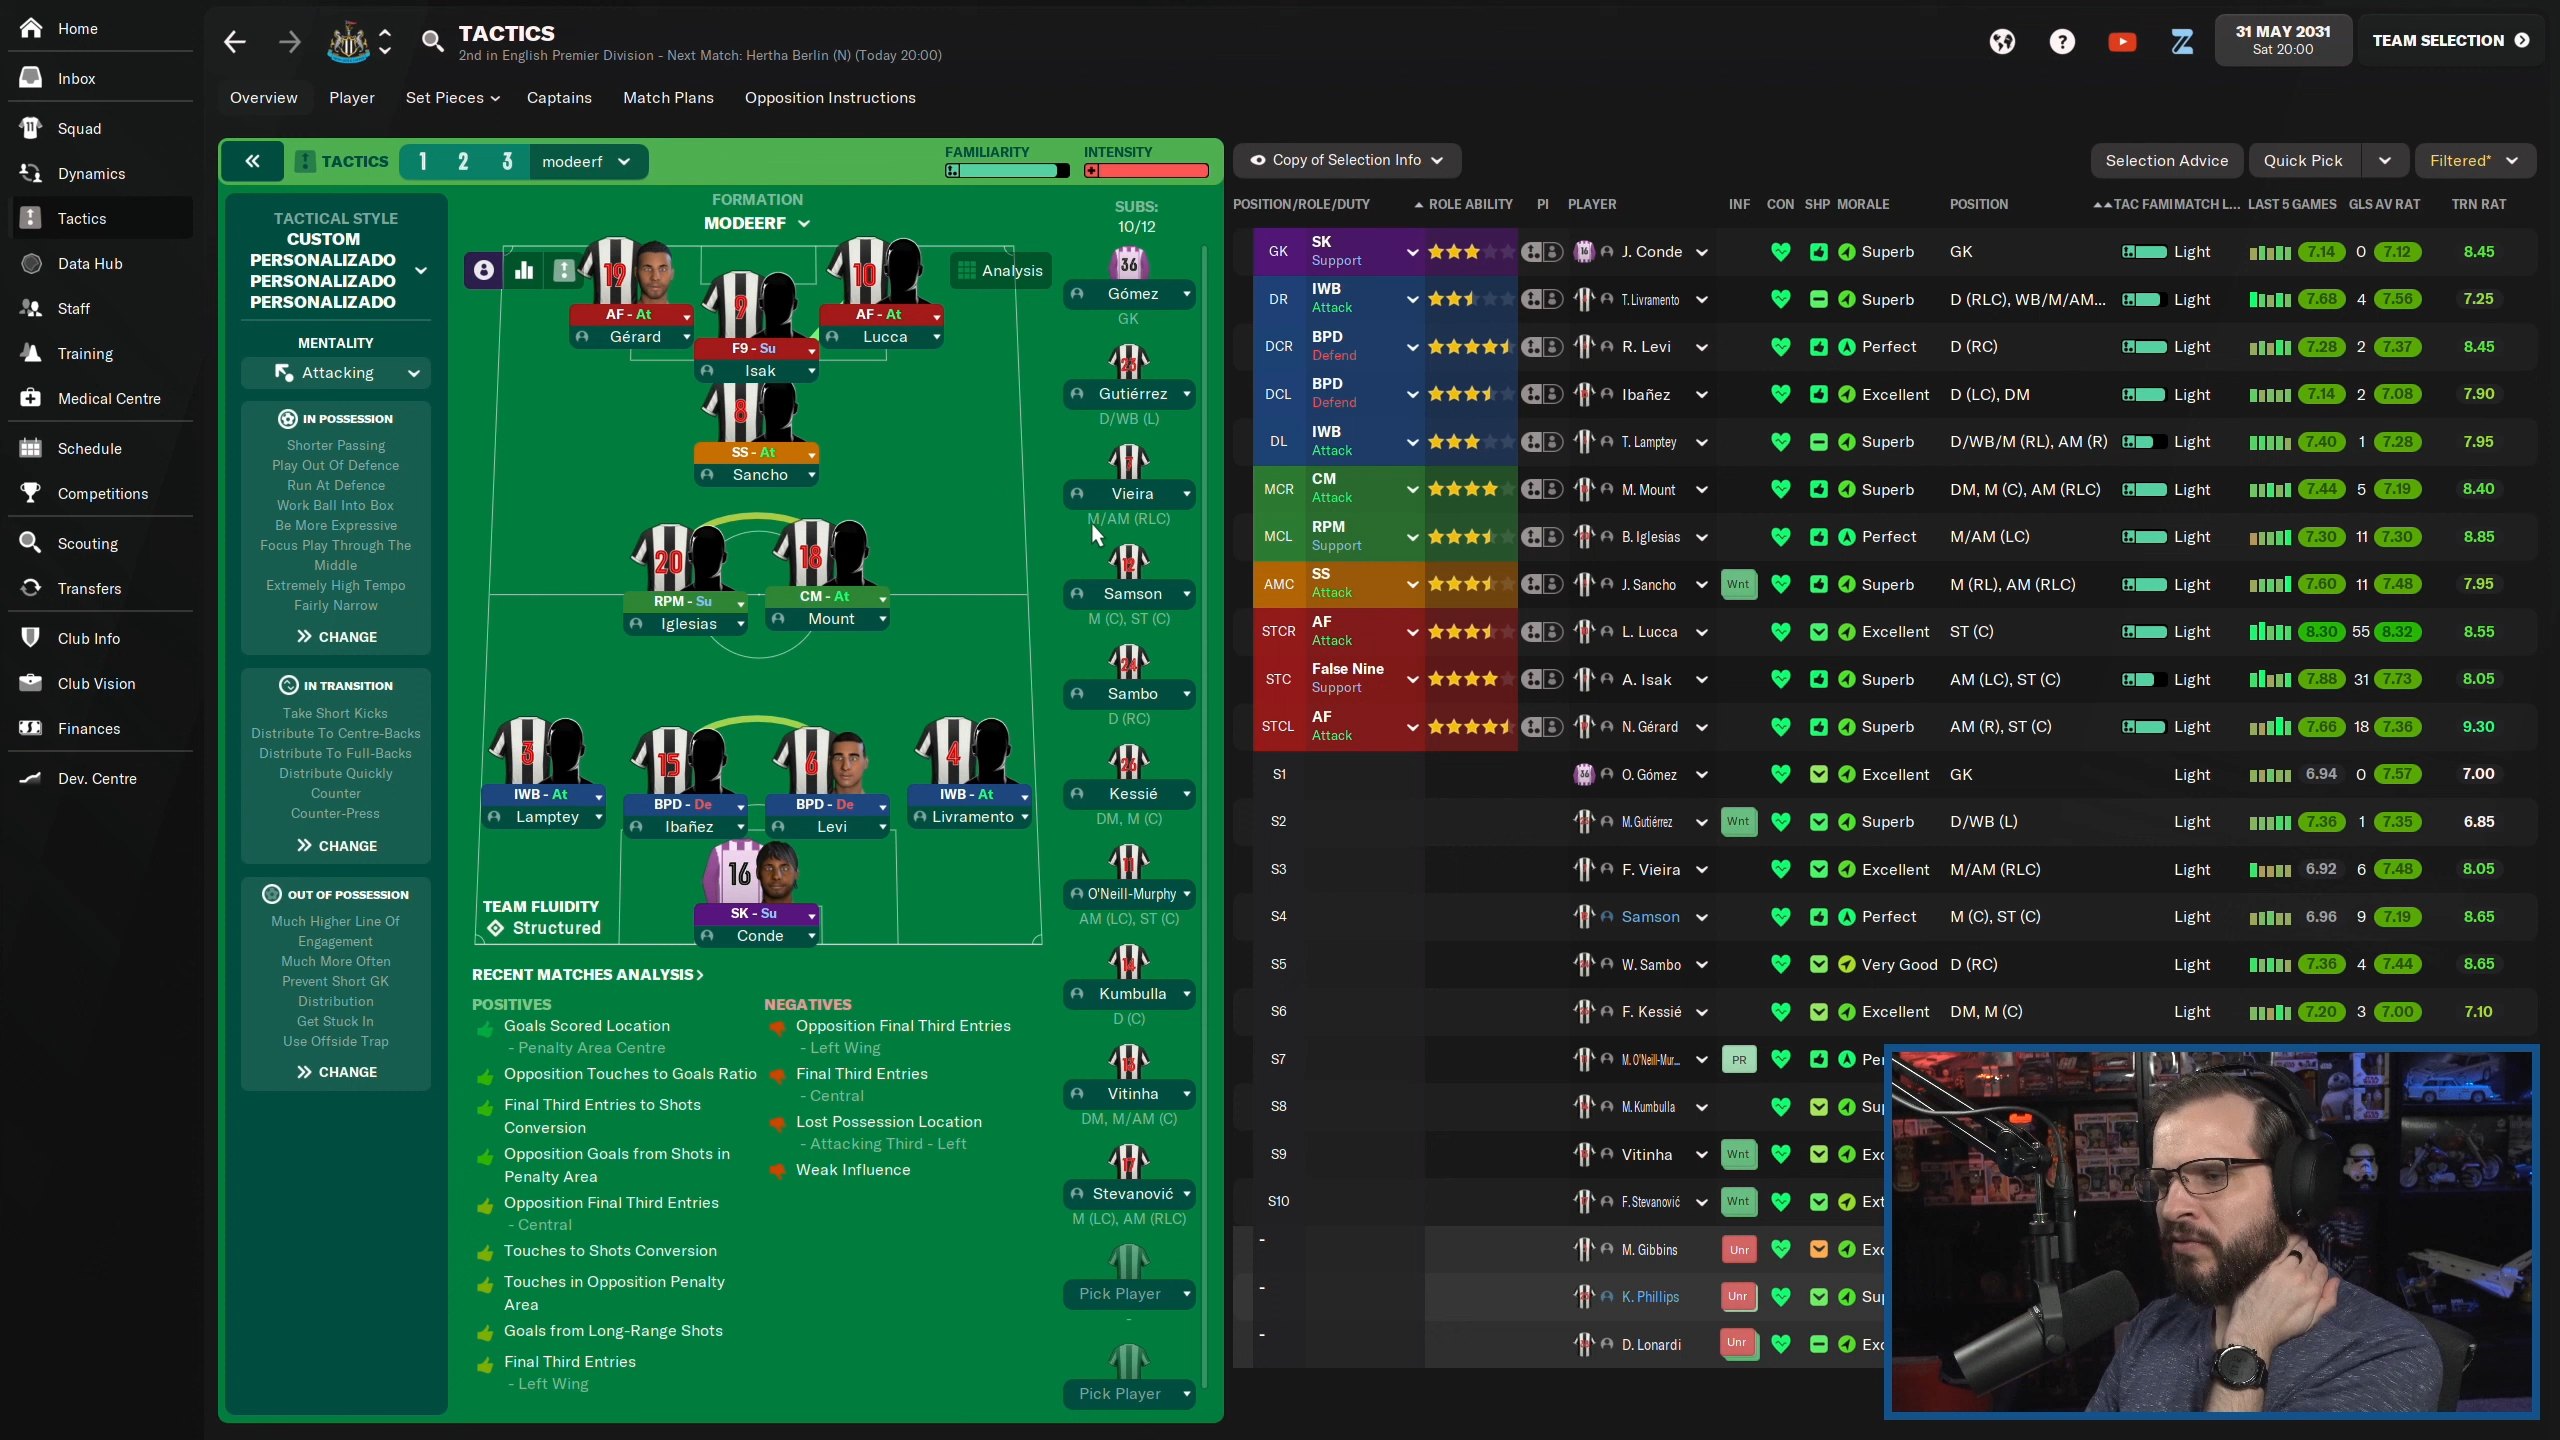 Home
Inbox
Squad
Dynamics
Tactics
Data Hub
Staff
Training
Medical Centre
Schedule
Competitions
Scouting
Transfers
Club Info
Club Vision
Finances
Dev. Centre
TACTICS
2nd in English Premier Division - Next Match: Hertha Berlin (N) (Today 20:00)
31 MAY 2031
Sat 20:00
TEAM SELECTION
Overview Player Set Pieces Captains Match Plans Opposition Instructions
TACTICS 1 2 3 modeerf
FAMILIARITY INTENSITY
TACTICAL STYLE
CUSTOM
PERSONALIZADO
PERSONALIZADO
PERSONALIZADO
MENTALITY
Attacking
IN POSSESSION
Shorter Passing
Play Out Of Defence
Run At Defence
Work Ball Into Box
Be More Expressive
Focus Play Through The
Middle
Extremely High Tempo
Fairly Narrow
CHANGE
IN TRANSITION
Take Short Kicks
Distribute To Centre-Backs
Distribute To Full-Backs
Distribute Quickly
Counter
Counter-Press
CHANGE
OUT OF POSSESSION
Much Higher Line Of
Engagement
Much More Often
Prevent Short GK
Distribution
Get Stuck In
Use Offside Trap
CHANGE
FORMATION
MODEERF
Analysis
19
AF - At
Gérard
9
F9 - Su
Isak
10
AF - At
Lucca
8
SS - At
Sancho
20
RPM - Su
Iglesias
18
CM - At
Mount
3
IWB - At
Lamptey
15
BPD - De
Ibañez
6
BPD - De
Levi
4
IWB - At
Livramento
16
SK - Su
Conde
TEAM FLUIDITY
Structured
RECENT MATCHES ANALYSIS
POSITIVES
Goals Scored Location
- Penalty Area Centre
Opposition Touches to Goals Ratio
Final Third Entries to Shots
Conversion
Opposition Goals from Shots in
Penalty Area
Opposition Final Third Entries
- Central
Touches to Shots Conversion
Touches in Opposition Penalty
Area
Goals from Long-Range Shots
Final Third Entries
- Left Wing
NEGATIVES
Opposition Final Third Entries
- Left Wing
Final Third Entries
- Central
Lost Possession Location
- Attacking Third - Left
Weak Influence
SUBS:
10/12
36
Gómez
GK
23
Gutiérrez
D/WB (L)
7
Vieira
M/AM (RLC)
12
Samson
M (C), ST (C)
24
Sambo
D (RC)
26
Kessié
DM, M (C)
11
O'Neill-Murphy
AM (LC), ST (C)
14
Kumbulla
D (C)
13
Vitinha
DM, M/AM (C)
17
Stevanović
M (LC), AM (RLC)
Pick Player
-
Pick Player
Copy of Selection Info
Selection Advice Quick Pick Filtered*
POSITION/ROLE/DUTY ROLE ABILITY PI PLAYER INF CON SHP MORALE POSITION TAC FAMI MATCH L... LAST 5 GAMES GLS AV RAT TRN RAT
GK SK Support J. Conde Superb GK Light 7.14 0 7.12 8.45
DR IWB Attack T. Livramento Superb D (RLC), WB/M/AM... Light 7.68 4 7.56 7.25
DCR BPD Defend R. Levi Perfect D (RC) Light 7.28 2 7.37 8.45
DCL BPD Defend Ibañez Excellent D (LC), DM Light 7.14 2 7.08 7.90
DL IWB Attack T. Lamptey Superb D/WB/M (RL), AM (R) Light 7.40 1 7.28 7.95
MCR CM Attack M. Mount Superb DM, M (C), AM (RLC) Light 7.44 5 7.19 8.40
MCL RPM Support B. Iglesias Perfect M/AM (LC) Light 7.30 11 7.30 8.85
AMC SS Attack J. Sancho Wnt Superb M (RL), AM (RLC) Light 7.60 11 7.48 7.95
STCR AF Attack L. Lucca Excellent ST (C) Light 8.30 55 8.32 8.55
STC False Nine Support A. Isak Superb AM (LC), ST (C) Light 7.88 31 7.73 8.05
STCL AF Attack N. Gérard Superb AM (R), ST (C) Light 7.66 18 7.36 9.30
S1 O. Gómez Excellent GK Light 6.94 0 7.57 7.00
S2 M. Gutiérrez Wnt Superb D/WB (L) Light 7.36 1 7.35 6.85
S3 F. Vieira Excellent M/AM (RLC) Light 6.92 6 7.48 8.05
S4 Samson Perfect M (C), ST (C) Light 6.96 9 7.19 8.65
S5 W. Sambo Very Good D (RC) Light 7.36 4 7.44 8.65
S6 F. Kessié Excellent DM, M (C) Light 7.20 3 7.00 7.10
S7 M. O'Neill-Mur... PR Per
S8 M. Kumbulla Sup
S9 Vitinha Wnt Exc
S10 F. Stevanović Wnt Ext
- M. Gibbins Unr Exc
- K. Phillips Unr Sup
- D. Lonardi Unr Exc